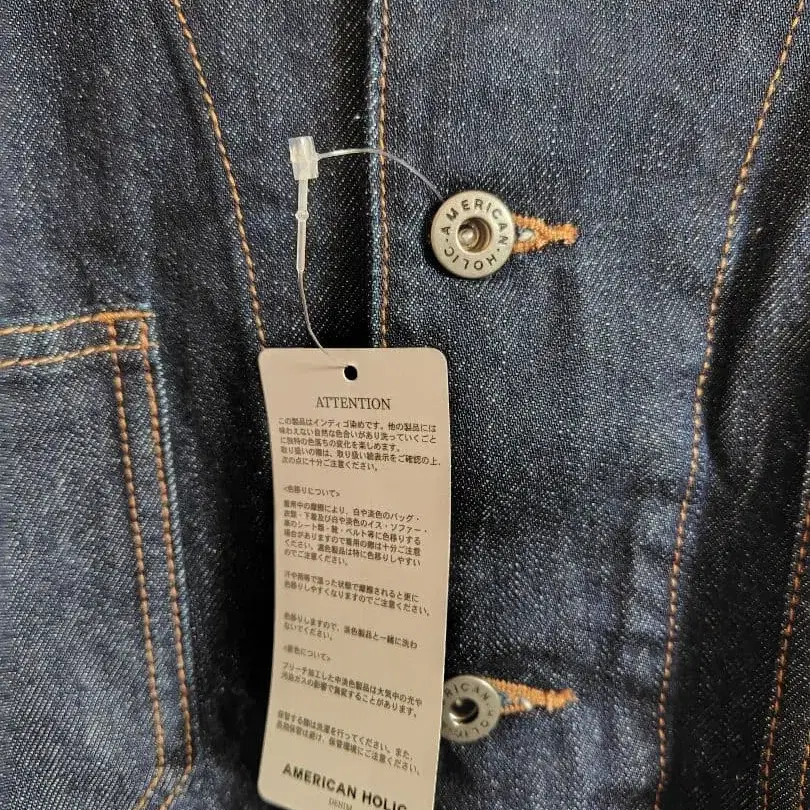 AMERICAN・HOLIC・
ATTENTION
この製品はインディゴ染めです。他の製品には
味わえない自然な色合いがあり洗っていくごと
に独特の色落ちの変化を楽しめます。
取り扱いの際は、取り扱い絵表示をご確認の上、
次の点に十分ご注意ください。
<色移りについて>
着用中の摩擦により、白や淡色のバッグ・
衣類・下着及び白や淡色のイス・ソファー・
車のシート類・靴・ベルト等に色移りする
場合がありますので着用の際は十分ご注意
ください。濃色製品は特に色移りしやすい
のでご注意ください。
汗や雨等で湿った状態で摩擦されると更に
色移りしやすくなりますのでご注意ください。
色移りしますので、淡色製品と一緒に洗わ
ないでください。
<変色について>
ブリーチ加工した中淡色製品は大気中の光や
汚染ガスの影響で黄変することがあります。
保管する際は洗濯を行ってください。また、
長期保管は避け、保管環境にご注意ください。
AMERICAN HOLIC
DENIM
RICAN・HOLIC